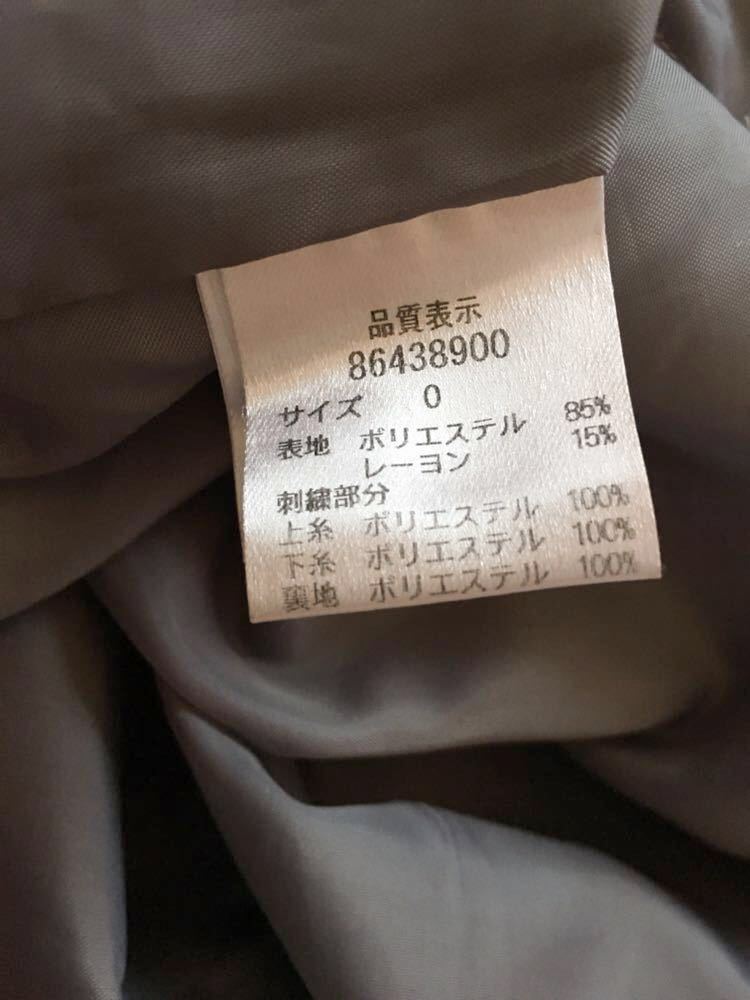 品質表示
86438900
サイズ 0
表地 ポリエステル 85%
レーヨン 15%
刺繍部分
上糸 ポリエステル 100%
下糸 ポリエステル 100%
裏地 ポリエステル 100%